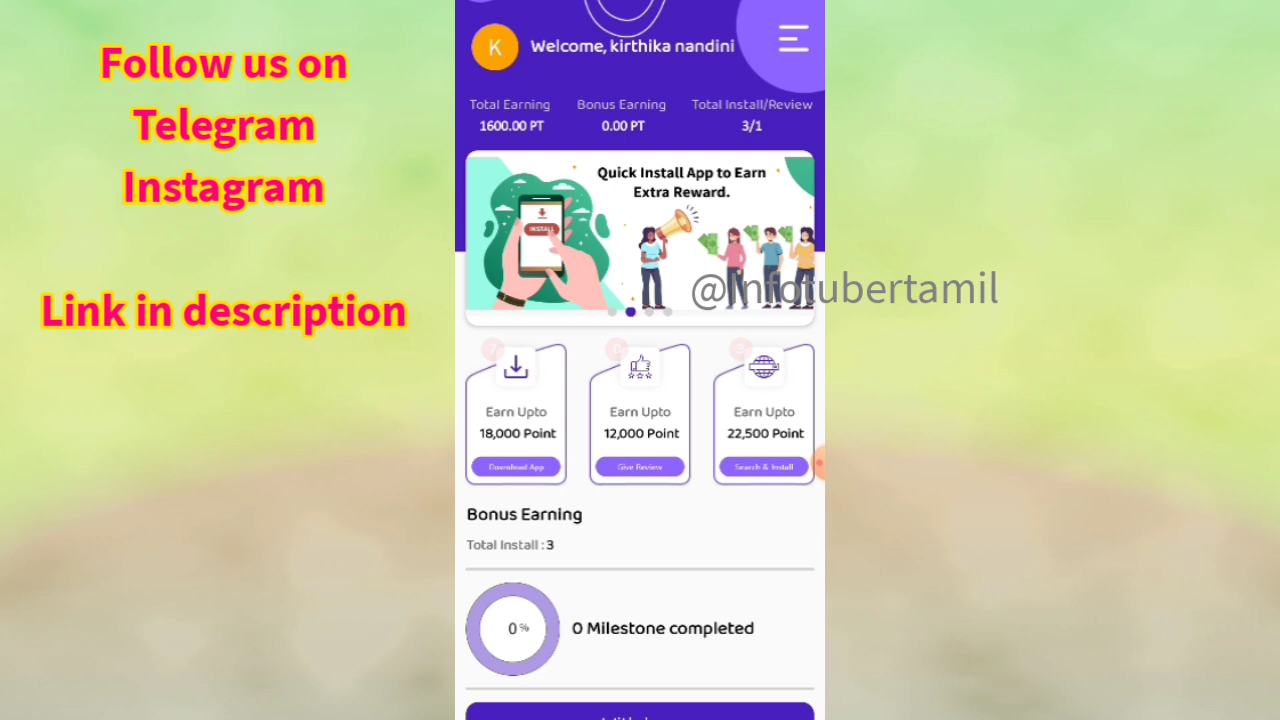 Follow us on
Telegram
Instagram
Link in description
K
Welcome, kirthika nandini
Total Earning
Bonus Earning
Total Install/Review
1600.00 PT
0.00 PT
3/1
Quick Install App to Earn
Extra Reward.
INSTALL
@Infotubertamil
Earn Upto
18,000 Point
Download App
Earn Upto
12,000 Point
Give Review
Earn Upto
22,500 Point
Search & Install
Bonus Earning
Total Install : 3
0 %
0 Milestone completed